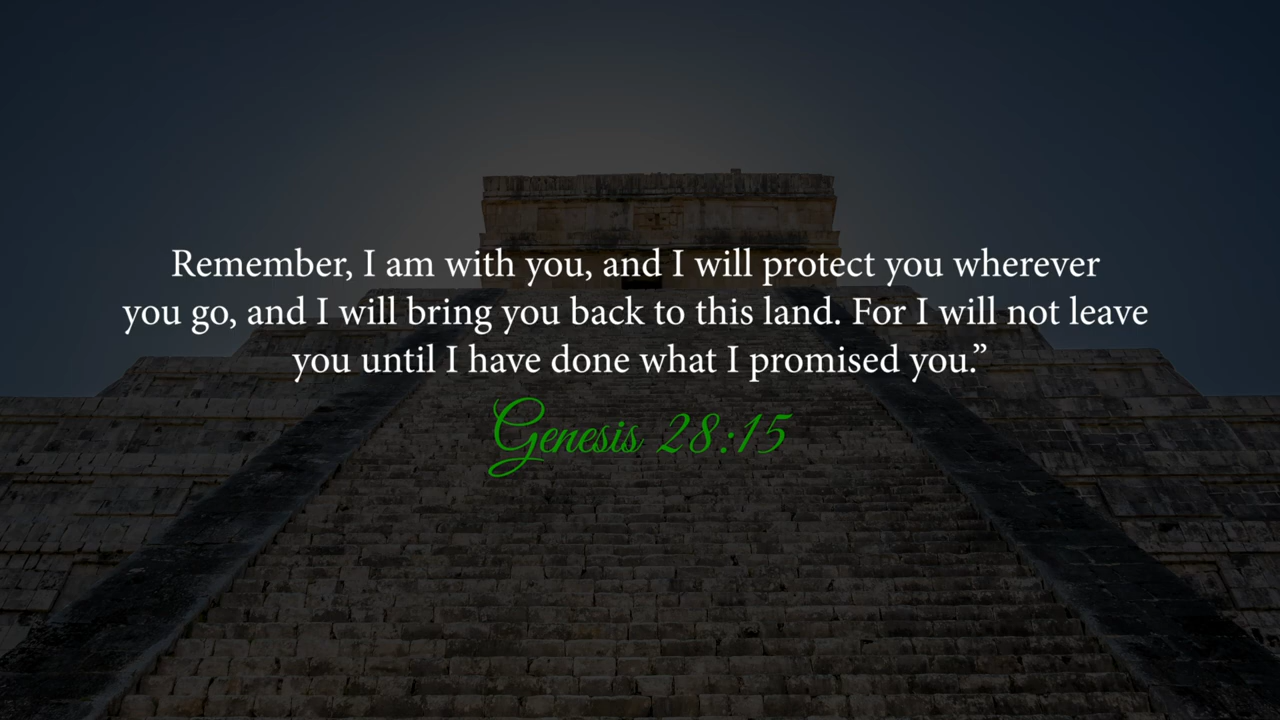 Remember, I am with you, and I will protect you wherever
you go, and I will bring you back to this land. For I will not leave
you until I have done what I promised you.”
Genesis 28:15